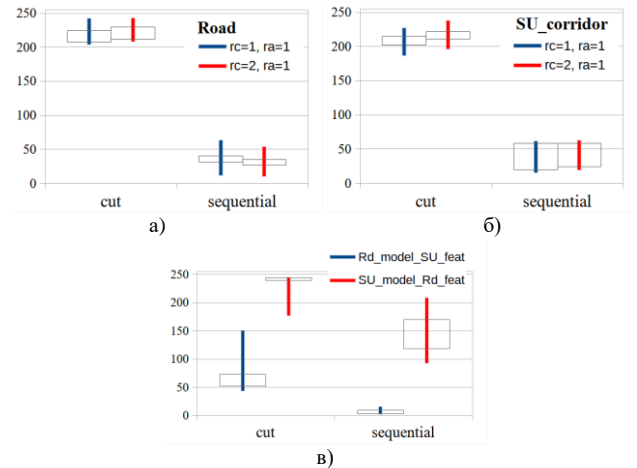 250
200
150
100
50
0
Road
rc=1, ra=1
rc=2, ra=1
cut sequential
а)
250
200
150
100
50
0
SU_corridor
rc=1, ra=1
rc=2, ra=1
cut sequential
б)
Rd_model_SU_feat
SU_model_Rd_feat
250
200
150
100
50
0
cut sequential
в)